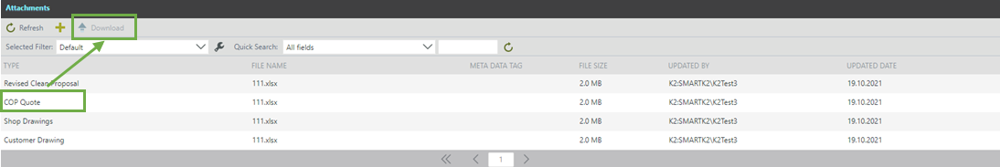 Attachments
Refresh Download
Selected Filter: Default Quick Search: All fields
TYPE FILE NAME META DATA TAG FILE SIZE UPDATED BY UPDATED DATE
Revised Clean Proposal 111.xlsx 2.0 MB K2:SMARTK2\K2Test3 19.10.2021
COP Quote 111.xlsx 2.0 MB K2:SMARTK2\K2Test3 19.10.2021
Shop Drawings 111.xlsx 2.0 MB K2:SMARTK2\K2Test3 19.10.2021
Customer Drawing 111.xlsx 2.0 MB K2:SMARTK2\K2Test3 19.10.2021
1